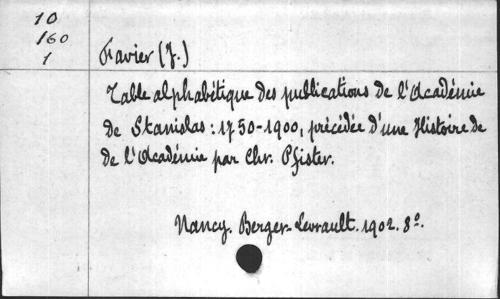 10
160
1
Favier (J.)
Table alphabétique des publications de l'Académie
de Stanislas : 1750-1900, précédée d'une Histoire de
de l'Académie par Chr. Pfister.
Nancy. Berger-Levrault. 1902. 8°.